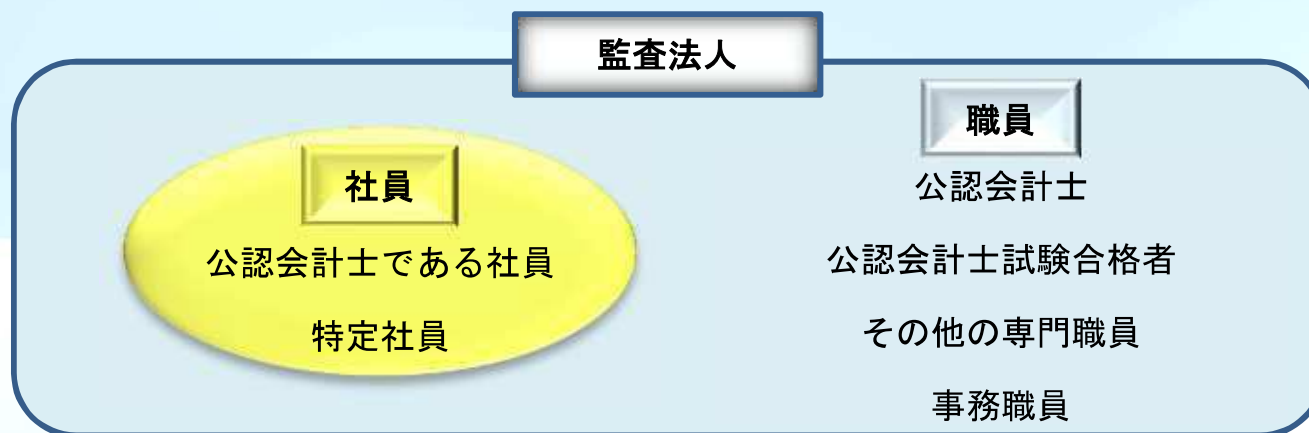 監査法人
社員
公認会計士である社員
特定社員
職員
公認会計士
公認会計士試験合格者
その他の専門職員
事務職員